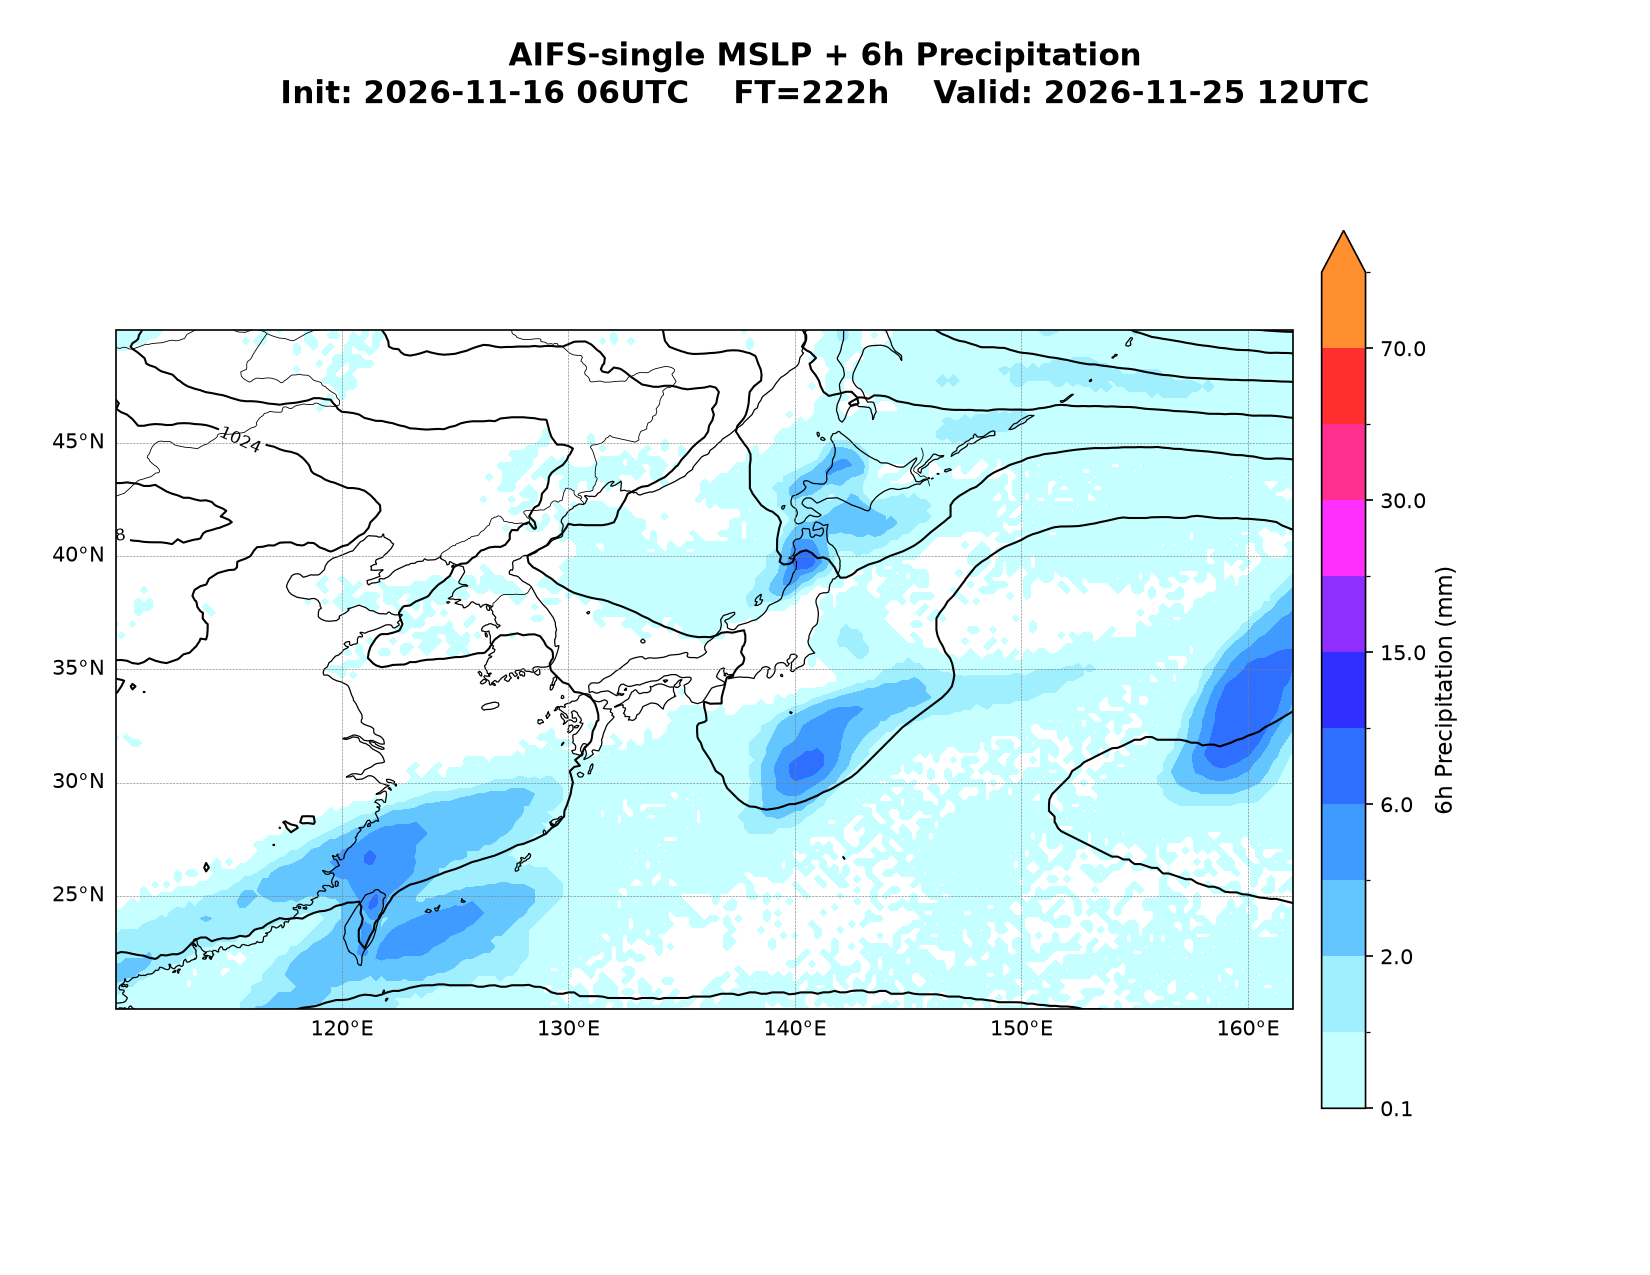 AIFS-single MSLP + 6h Precipitation
Init: 2026-11-16 06UTC    FT=222h    Valid: 2026-11-25 12UTC
70.0
30.0
15.0
6.0
2.0
0.1
6h Precipitation (mm)
45°N
40°N
35°N
30°N
25°N
1024
8
120°E
130°E
140°E
150°E
160°E